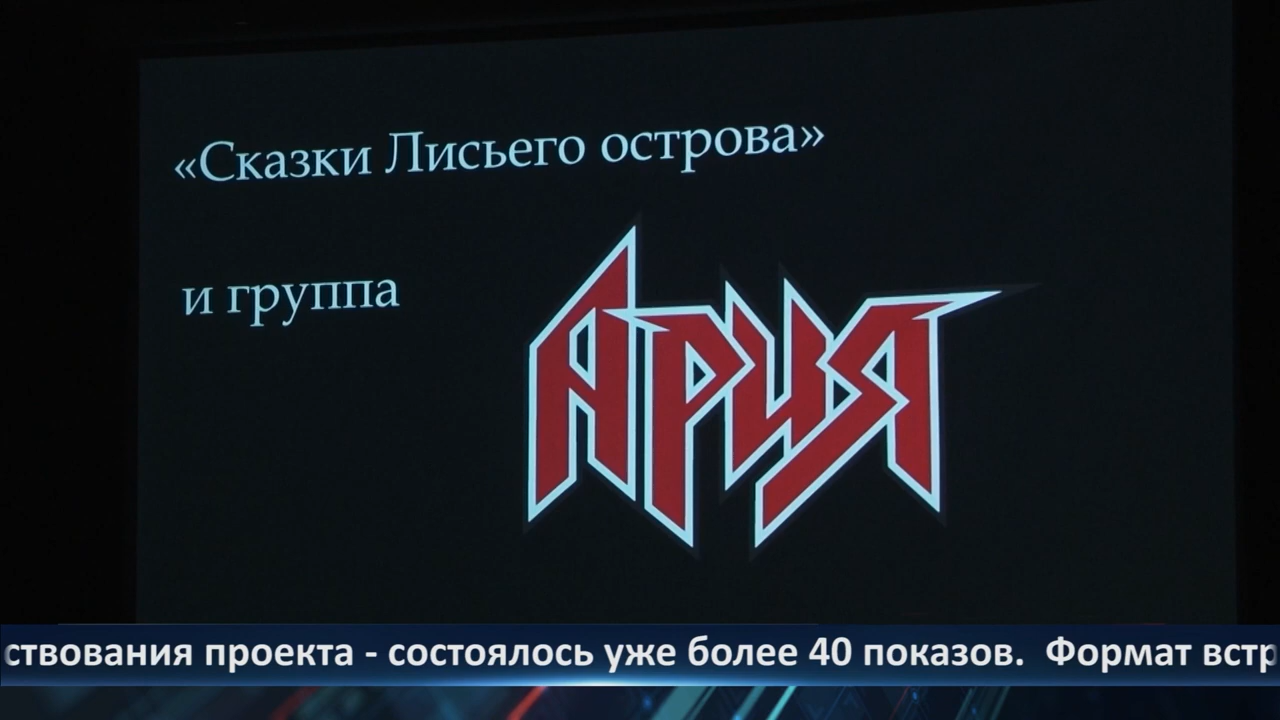 «Сказки Лисьего острова»
и группа
АРИЯ
ствования проекта - состоялось уже более 40 показов. Формат встр